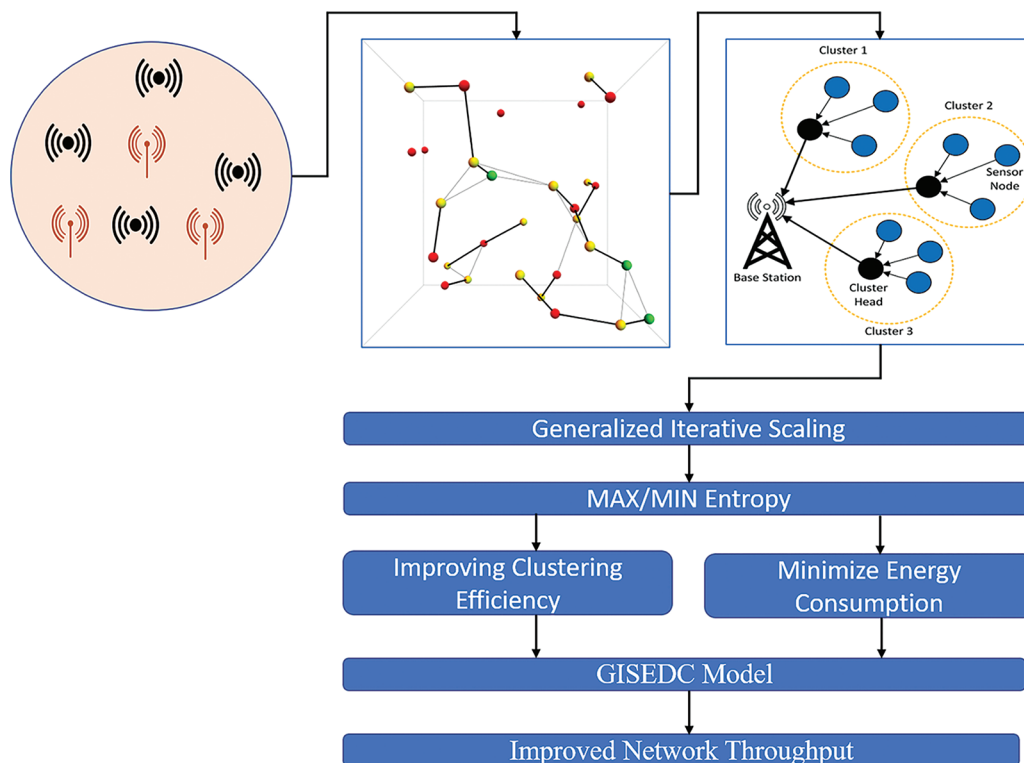 Cluster 1
Cluster 2
Sensor
Node
Base Station
Cluster
Head
Cluster 3
Generalized Iterative Scaling
MAX/MIN Entropy
Improving Clustering
Efficiency
Minimize Energy
Consumption
GISEDC Model
Improved Network Throughput